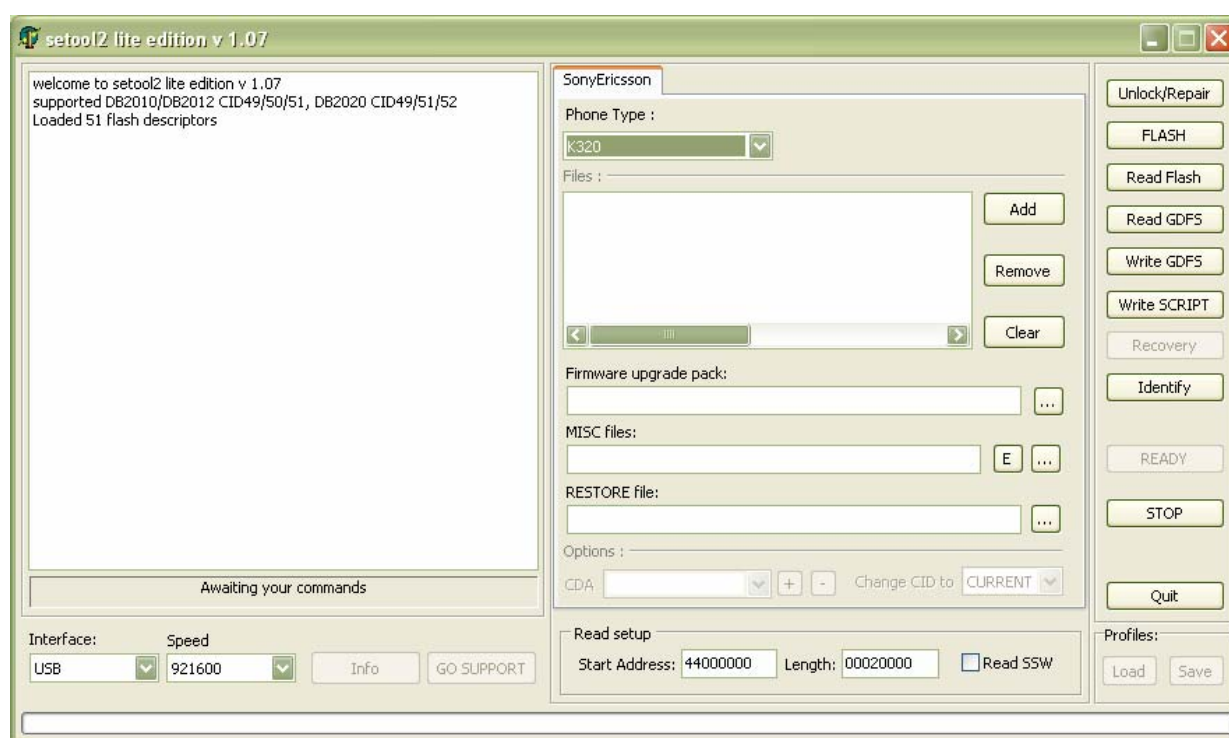 setool2 lite edition v 1.07
welcome to setool2 lite edition v 1.07
supported DB2010/DB2012 CID49/50/51, DB2020 CID49/51/52
Loaded 51 flash descriptors
Awaiting your commands
Interface:
Speed
USB
921600
Info
GO SUPPORT
SonyEricsson
Phone Type :
K320
Files :
Add
Remove
Clear
Firmware upgrade pack:
...
MISC files:
E
...
RESTORE file:
...
Options :
CDA
+
-
Change CID to
CURRENT
Read setup
Start Address:
44000000
Length:
00020000
Read SSW
Unlock/Repair
FLASH
Read Flash
Read GDFS
Write GDFS
Write SCRIPT
Recovery
Identify
READY
STOP
Quit
Profiles:
Load
Save